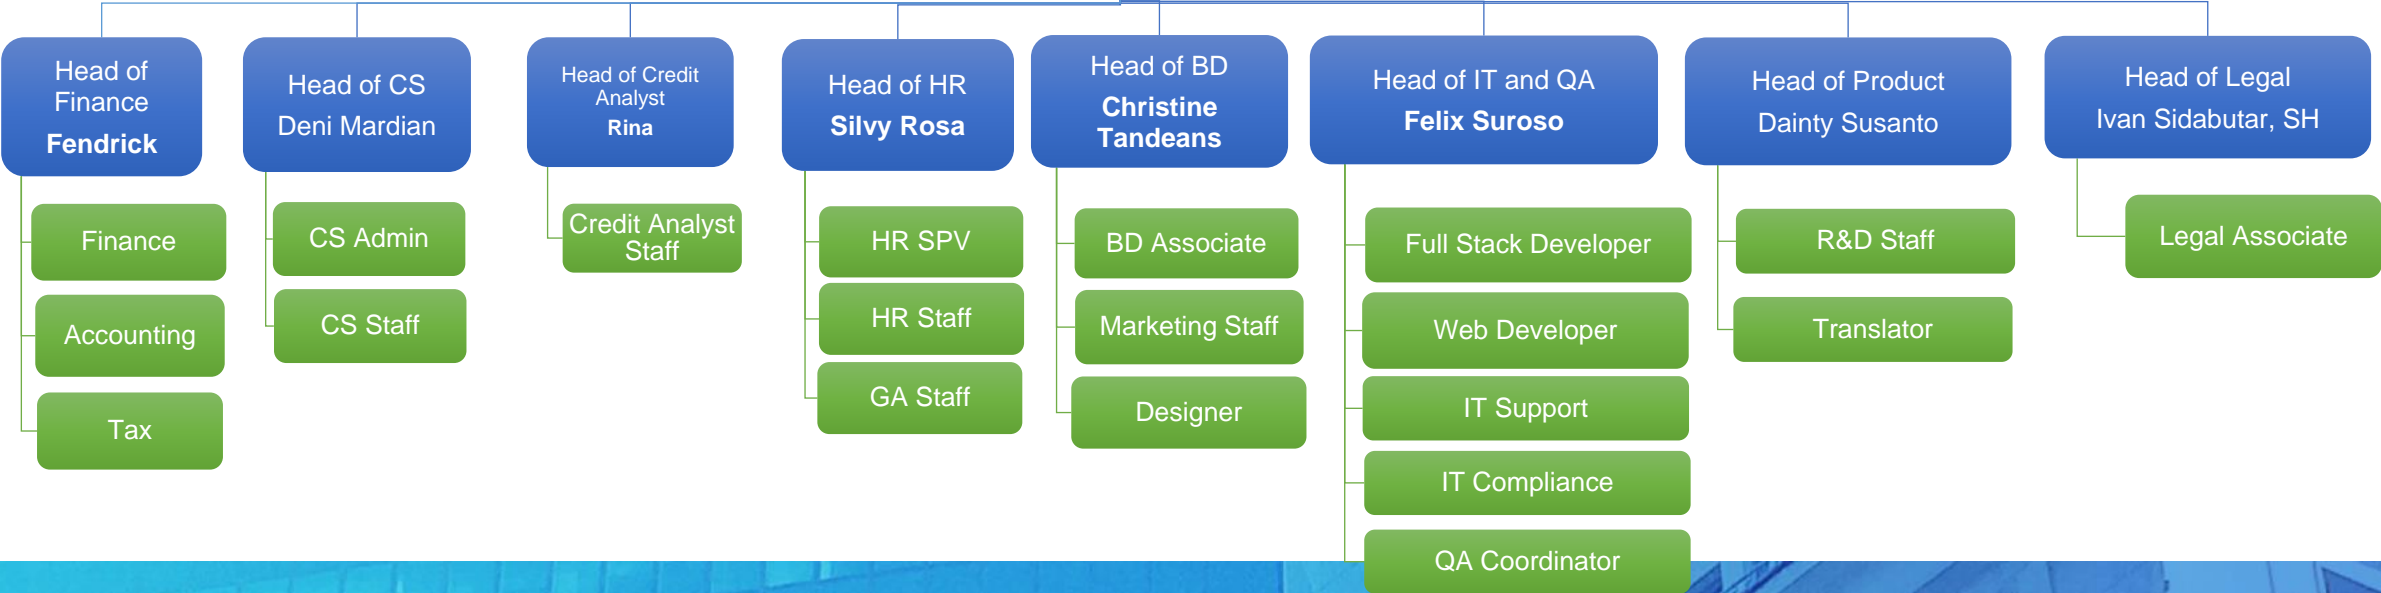 Head of
Finance
Fendrick
Head of CS
Deni Mardian
Head of Credit
Analyst
Rina
Head of HR
Silvy Rosa
Head of BD
Christine
Tandeans
Head of IT and QA
Felix Suroso
Head of Product
Dainty Susanto
Head of Legal
Ivan Sidabutar, SH
Finance
Accounting
Tax
CS Admin
CS Staff
Credit Analyst
Staff
HR SPV
HR Staff
GA Staff
BD Associate
Marketing Staff
Designer
Full Stack Developer
Web Developer
IT Support
IT Compliance
QA Coordinator
R&D Staff
Translator
Legal Associate